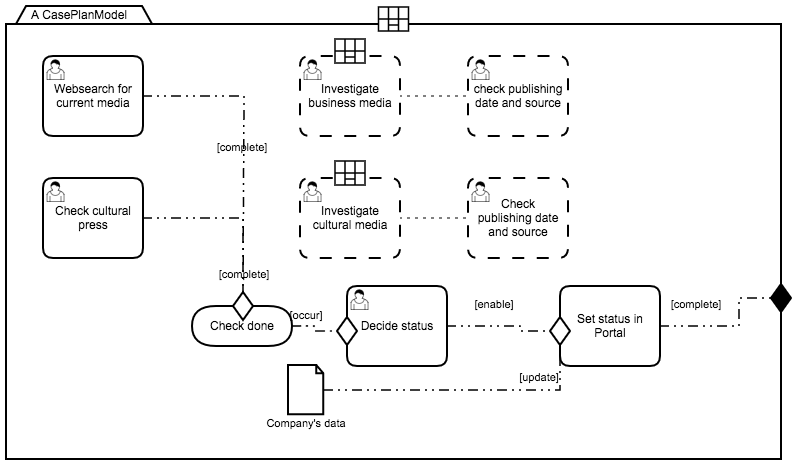 A CasePlanModel
Websearch for
current media
Investigate
business media
check publishing
date and source
[complete]
Check cultural
press
Investigate
cultural media
Check
publishing date
and source
[complete]
Check done
[occur]
Decide status
[enable]
Set status in
Portal
[complete]
[update]
Company's data